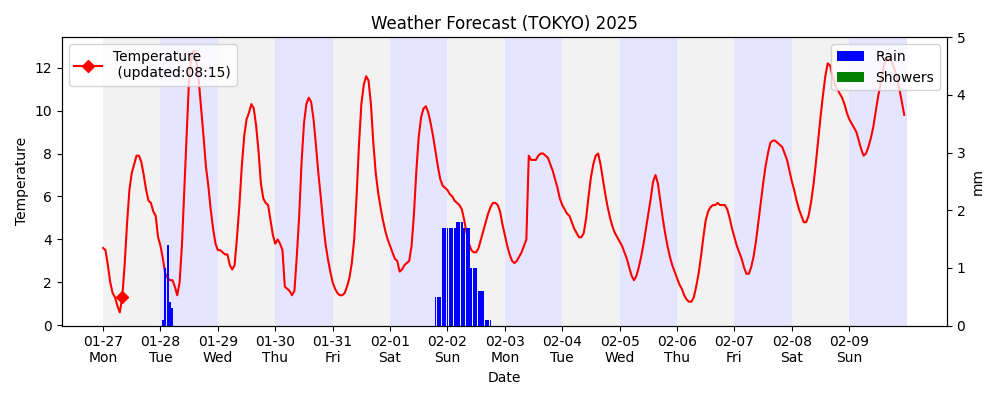 Weather Forecast (TOKYO) 2025
Temperature
(updated:08:15)
Rain
Showers
Temperature
12
10
8
6
4
2
0
5
4
3
2
1
0
mm
01-27 01-28 01-29 01-30 01-31 02-01 02-02 02-03 02-04 02-05 02-06 02-07 02-08 02-09
Mon Tue Wed Thu Fri Sat Sun Mon Tue Wed Thu Fri Sat Sun
Date